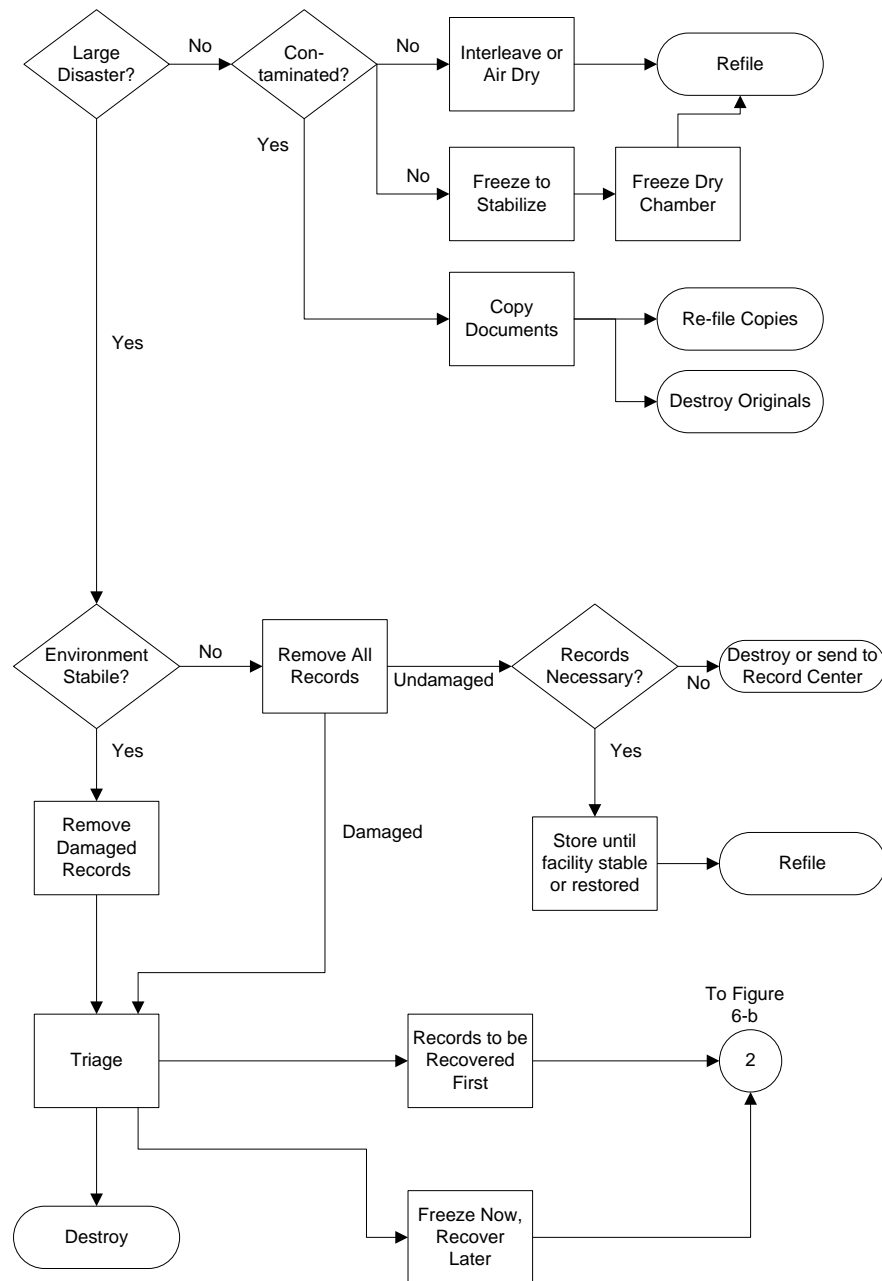 Large
Disaster?
No
Con-
taminated?
No
Interleave or
Air Dry
Refile
Yes
No
Freeze to
Stabilize
Freeze Dry
Chamber
Copy
Documents
Re-file Copies
Yes
Destroy Originals
Environment
Stabile?
No
Remove All
Records
Undamaged
Records
Necessary?
No
Destroy or send to
Record Center
Yes
Yes
Remove
Damaged
Records
Damaged
Store until
facility stable
or restored
Refile
To Figure
6-b
Triage
Records to be
Recovered
First
2
Destroy
Freeze Now,
Recover
Later